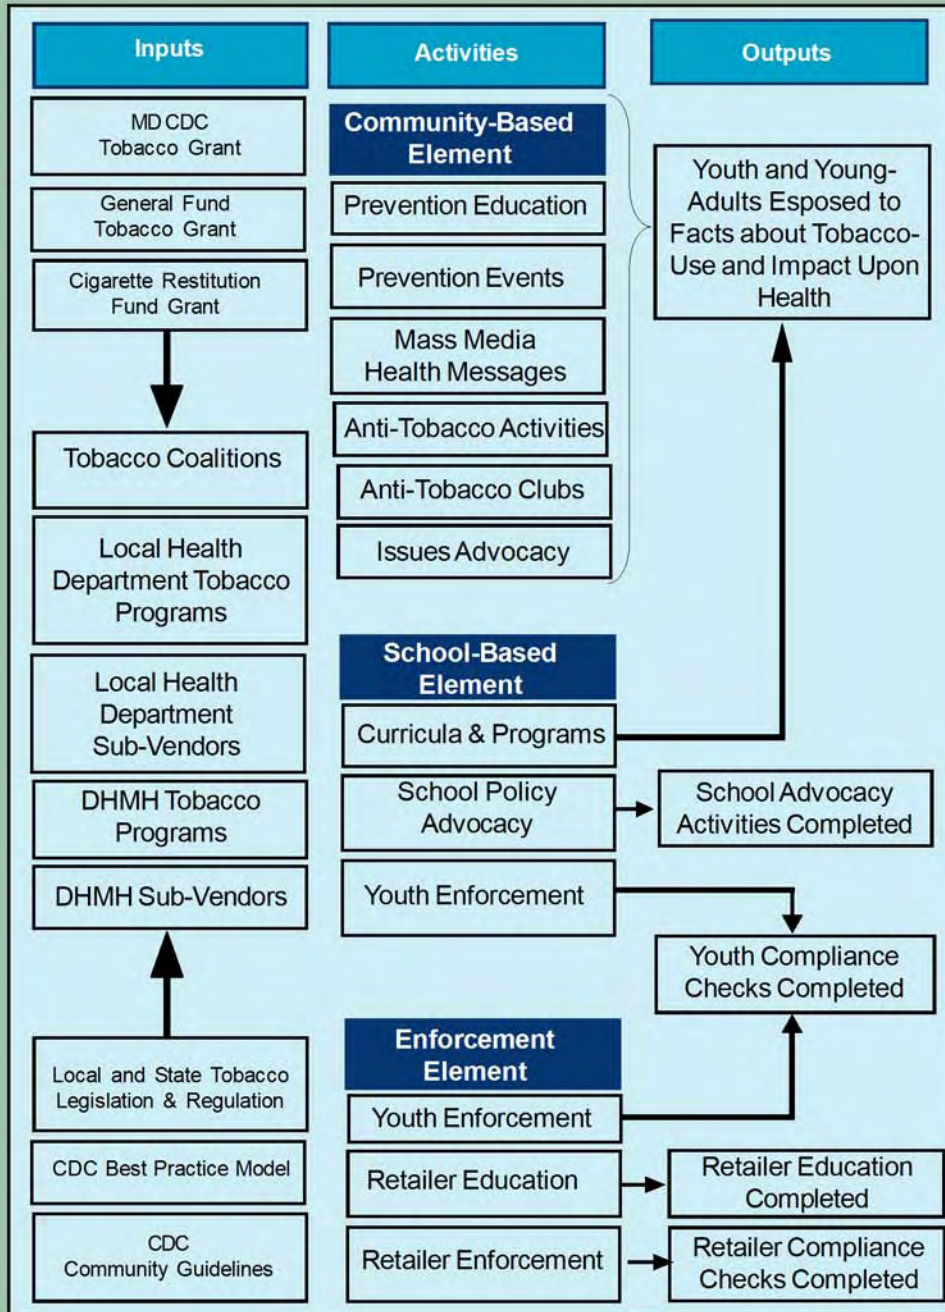 Inputs
MD CDC
Tobacco Grant
General Fund
Tobacco Grant
Cigarette Restitution
Fund Grant
Tobacco Coalitions
Local Health
Department Tobacco
Programs
Local Health
Department
Sub-Vendors
DHMH Tobacco
Programs
DHMH Sub-Vendors
Local and State Tobacco
Legislation & Regulation
CDC Best Practice Model
CDC
Community Guidelines
Activities
Community-Based
Element
Prevention Education
Prevention Events
Mass Media
Health Messages
Anti-Tobacco Activities
Anti-Tobacco Clubs
Issues Advocacy
School-Based
Element
Curricula & Programs
School Policy
Advocacy
Youth Enforcement
Enforcement
Element
Youth Enforcement
Retailer Education
Retailer Enforcement
Outputs
Youth and Young-
Adults Esposed to
Facts about Tobacco-
Use and Impact Upon
Health
School Advocacy
Activities Completed
Youth Compliance
Checks Completed
Retailer Education
Completed
Retailer Compliance
Checks Completed